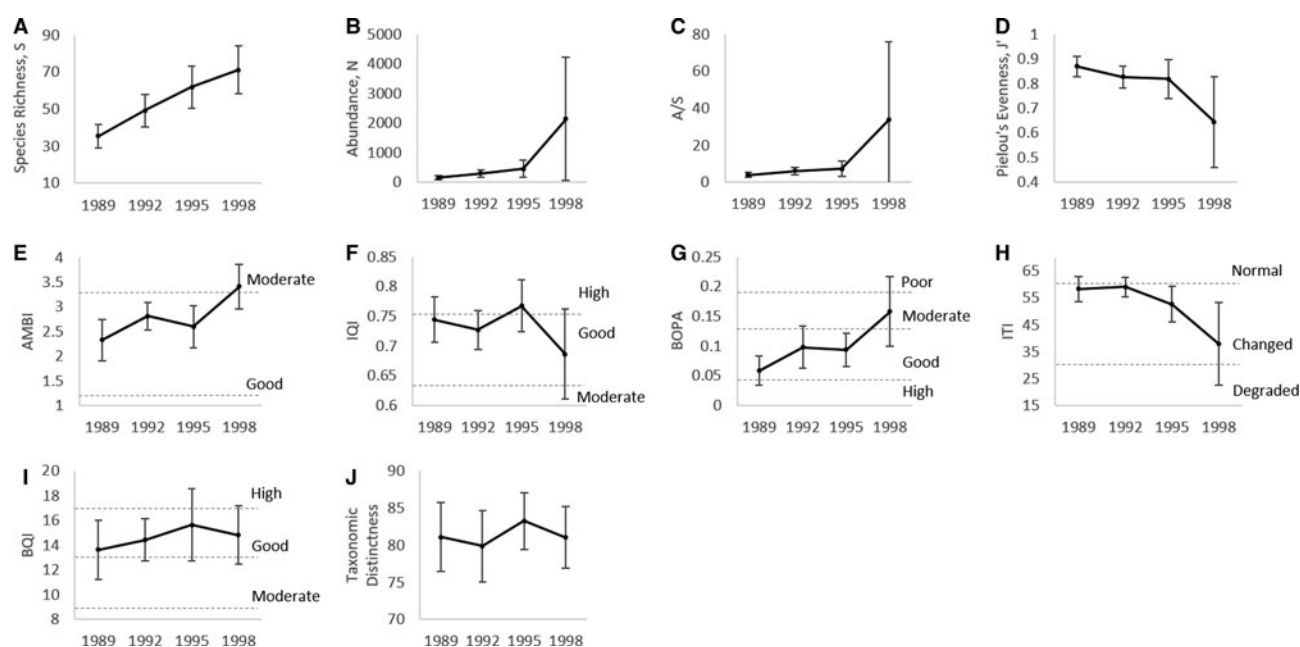 A
Species Richness, S
90
70
50
30
10
1989 1992 1995 1998
B
Abundance, N
5000
4000
3000
2000
1000
0
1989 1992 1995 1998
C
A/S
80
60
40
20
0
1989 1992 1995 1998
D
Pielou's Evenness, J'
1
0.9
0.8
0.7
0.6
0.5
0.4
1989 1992 1995 1998
E
AMBI
4
3.5
3
2.5
2
1.5
1
Moderate
Good
1989 1992 1995 1998
F
IQI
0.85
0.8
0.75
0.7
0.65
0.6
High
Good
Moderate
1989 1992 1995 1998
G
BOPA
0.25
0.2
0.15
0.1
0.05
0
Poor
Moderate
Good
High
1989 1992 1995 1998
H
ITI
65
55
45
35
25
15
Normal
Changed
Degraded
1989 1992 1995 1998
I
BQI
20
18
16
14
12
10
8
High
Good
Moderate
1989 1992 1995 1998
J
Taxonomic
Distinctness
90
85
80
75
70
1989 1992 1995 1998